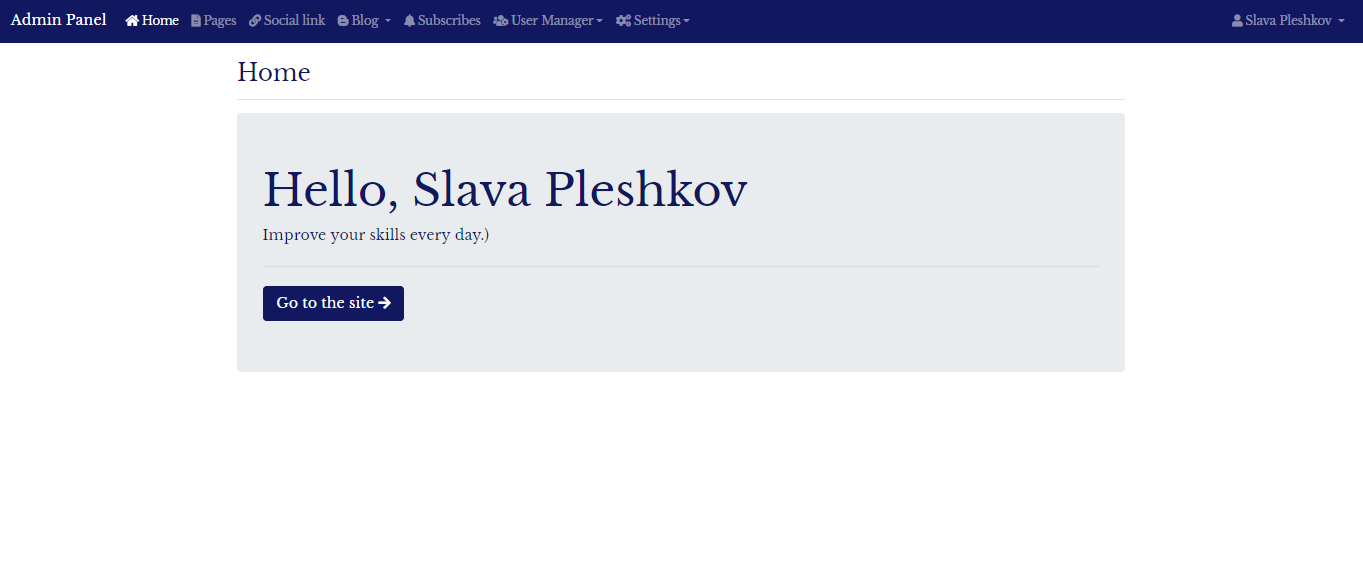 Admin Panel Home Pages Social link Blog Subscribes User Manager Settings Slava Pleshkov
Home
Hello, Slava Pleshkov
Improve your skills every day.)
Go to the site